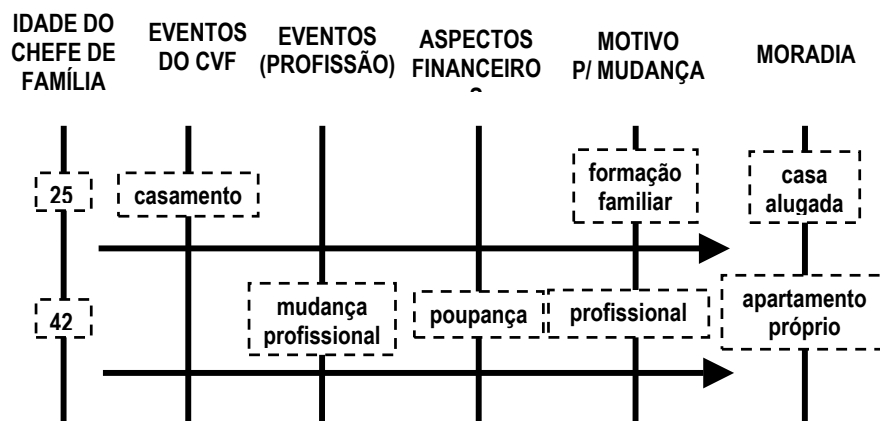 IDADE DO
CHEFE DE
FAMÍLIA
EVENTOS
DO CVF
EVENTOS
(PROFISSÃO)
ASPECTOS
FINANCEIRO
MOTIVO
P/ MUDANÇA
MORADIA
25
casamento
formação
familiar
casa
alugada
42
mudança
profissional
poupança
profissional
apartamento
próprio